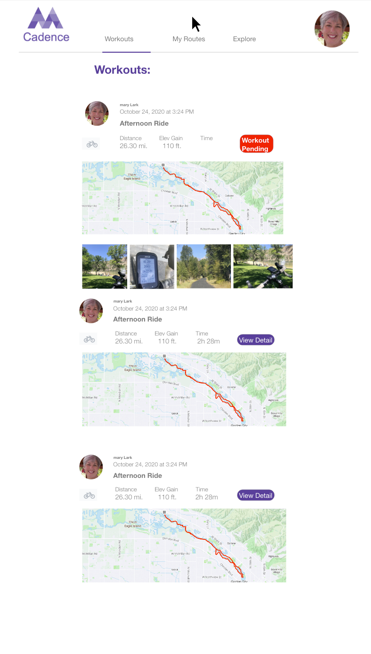 Cadence
Workouts
My Routes
Explore
Workouts:
mary Lark
October 24, 2020 at 3:24 PM
Afternoon Ride
Distance Elev Gain Time
26.30 mi. 110 ft.
Workout
Pending
mary Lark
October 24, 2020 at 3:24 PM
Afternoon Ride
Distance Elev Gain Time
26.30 mi. 110 ft. 2h 28m
View Detail
mary Lark
October 24, 2020 at 3:24 PM
Afternoon Ride
Distance Elev Gain Time
26.30 mi. 110 ft. 2h 28m
View Detail